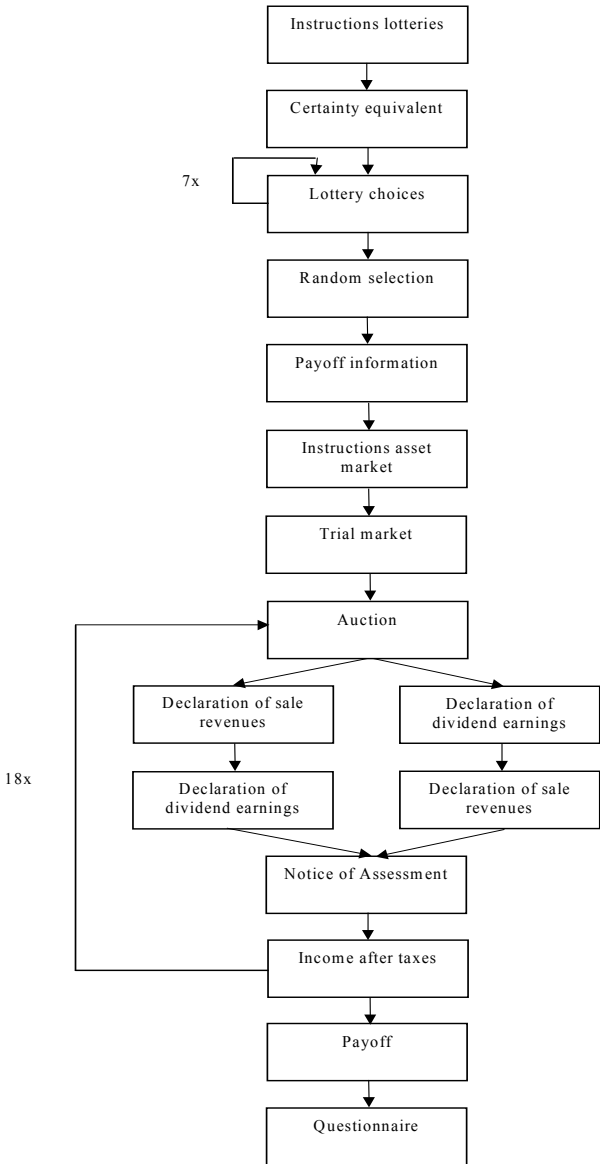 Instructions lotteries
Certainty equivalent
7x
Lottery choices
Random selection
Payoff information
Instructions asset
market
Trial market
Auction
Declaration of sale
revenues
Declaration of
dividend earnings
18x
Declaration of
dividend earnings
Declaration of sale
revenues
Notice of Assessment
Income after taxes
Payoff
Questionnaire